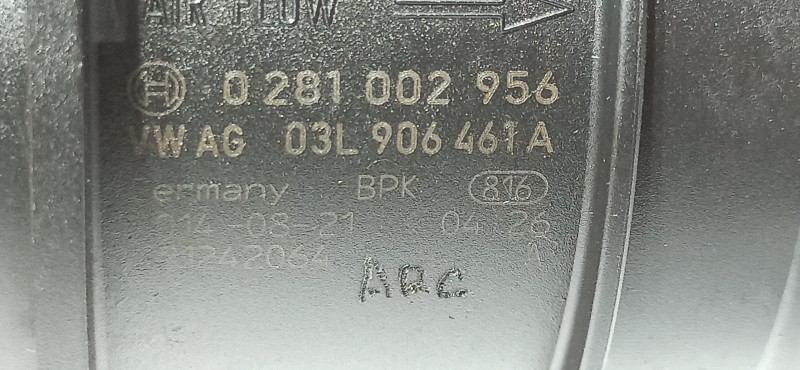 AIR FLOW
0 281 002 956
VW AG 03L 906 461 A
ermany BPK 816
014-08-21 04 26